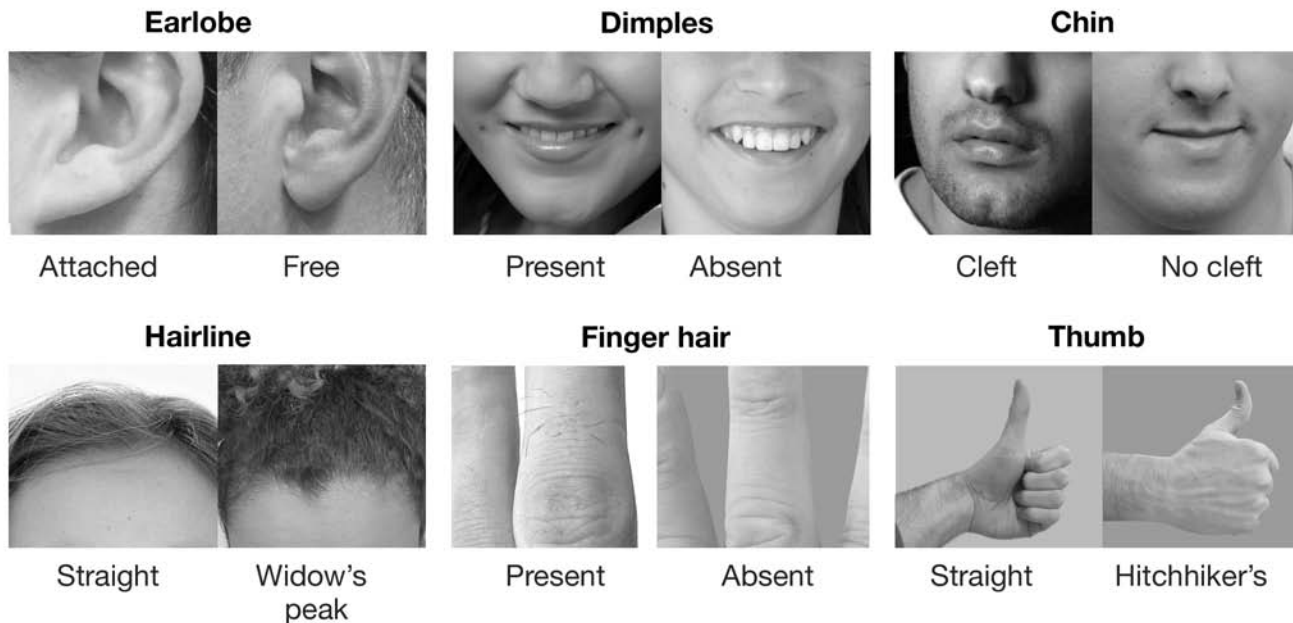 Earlobe
Dimples
Chin
Attached
Free
Present
Absent
Cleft
No cleft
Hairline
Finger hair
Thumb
Straight
Widow's
peak
Present
Absent
Straight
Hitchhiker's